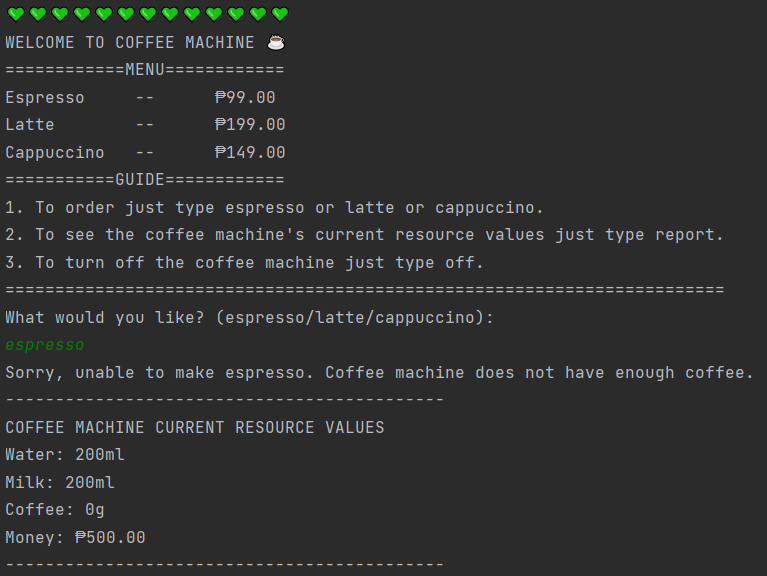 💚💚💚💚💚💚💚💚💚💚💚💚💚
WELCOME TO COFFEE MACHINE ☕
============MENU============
Espresso     --      ₱99.00
Latte        --      ₱199.00
Cappuccino   --      ₱149.00
===========GUIDE============
1. To order just type espresso or latte or cappuccino.
2. To see the coffee machine's current resource values just type report.
3. To turn off the coffee machine just type off.
========================================================================
What would you like? (espresso/latte/cappuccino):
espresso
Sorry, unable to make espresso. Coffee machine does not have enough coffee.
--------------------------------------------
COFFEE MACHINE CURRENT RESOURCE VALUES
Water: 200ml
Milk: 200ml
Coffee: 0g
Money: ₱500.00
--------------------------------------------